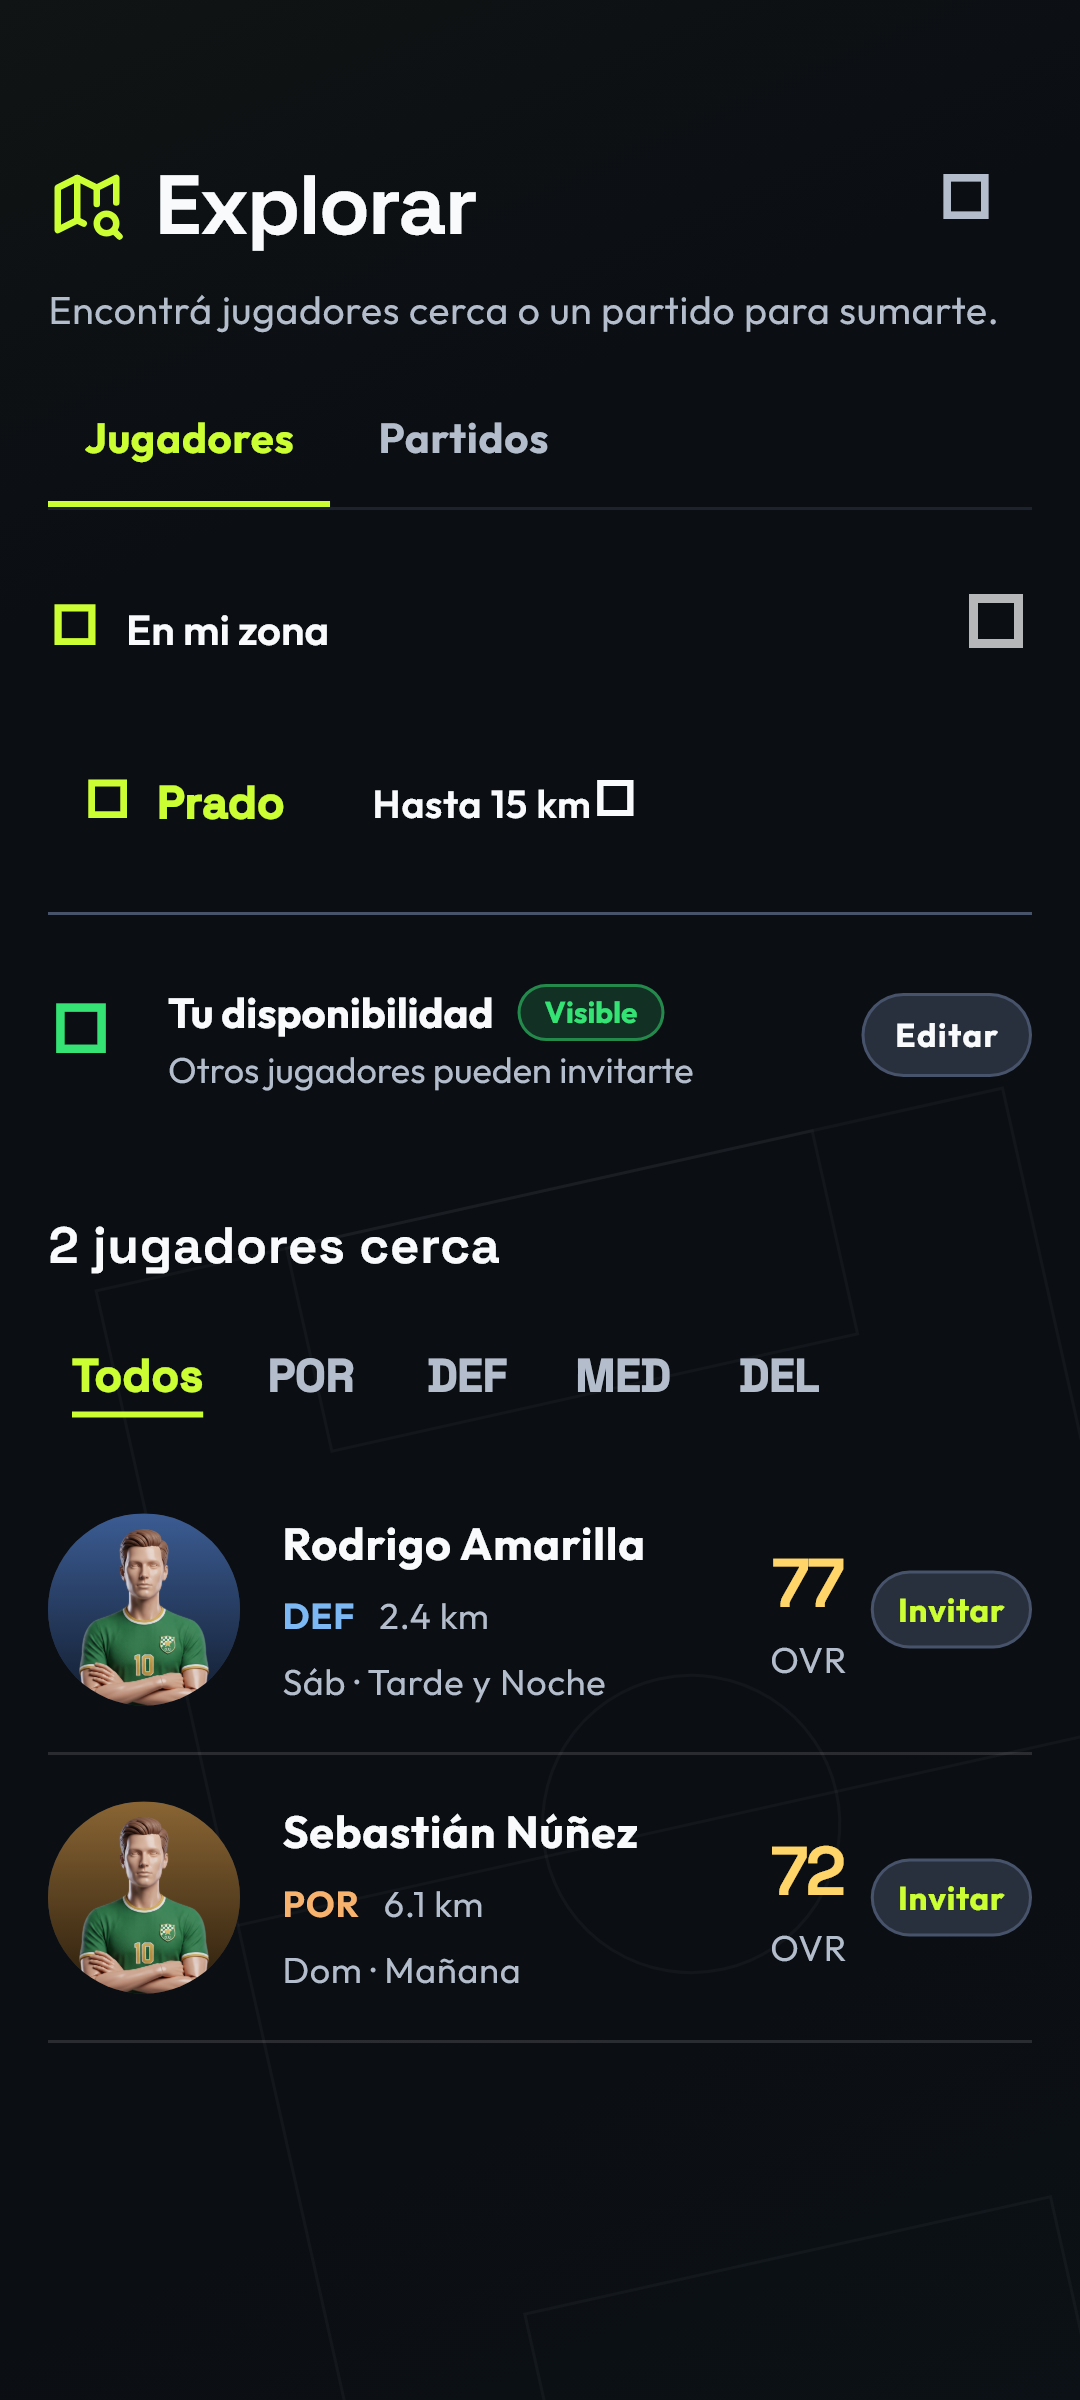 Explorar
Encontrá jugadores cerca o un partido para sumarte.
Jugadores Partidos
En mi zona
Prado Hasta 15 km
Tu disponibilidad Visible
Otros jugadores pueden invitarte
Editar
2 jugadores cerca
Todos POR DEF MED DEL
Rodrigo Amarilla
DEF 2.4 km
Sáb · Tarde y Noche
77
OVR
Invitar
10
Sebastián Núñez
POR 6.1 km
Dom · Mañana
72
OVR
Invitar
10